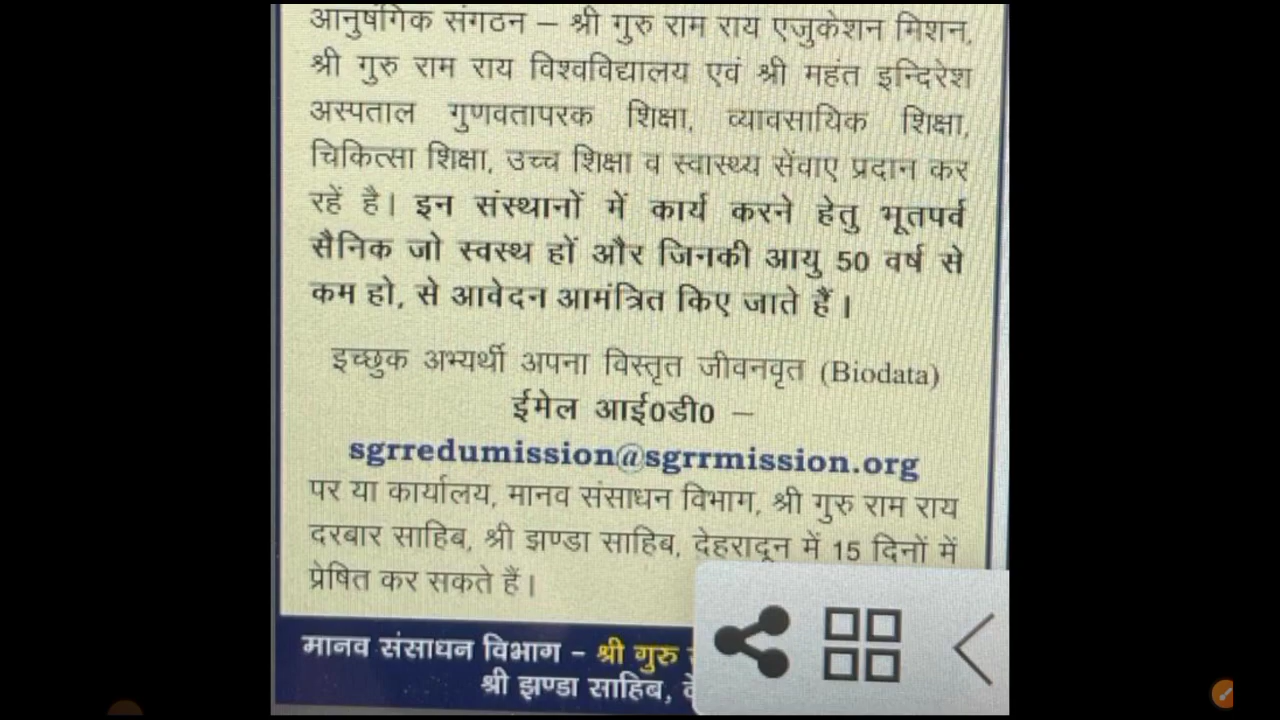 आनुषंगिक संगठन – श्री गुरु राम राय एजुकेशन मिशन,
श्री गुरु राम राय विश्वविद्यालय एवं श्री महंत इन्दिरेश
अस्पताल गुणवतापरक शिक्षा, व्यावसायिक शिक्षा,
चिकित्सा शिक्षा, उच्च शिक्षा व स्वास्थ्य सेंवाए प्रदान कर
रहें है। इन संस्थानों में कार्य करने हेतु भूतपर्व
सैनिक जो स्वस्थ हों और जिनकी आयु 50 वर्ष से
कम हो, से आवेदन आमंत्रित किए जाते हैं।
इच्छुक अभ्यर्थी अपना विस्तृत जीवनवृत (Biodata)
ईमेल आई0डी0 –
sgrredumission@sgrrmission.org
पर या कार्यालय, मानव संसाधन विभाग, श्री गुरु राम राय
दरबार साहिब, श्री झण्डा साहिब, देहरादून में 15 दिनों में
प्रेषित कर सकते हैं।
मानव संसाधन विभाग – श्री गुरु
श्री झण्डा साहिब,